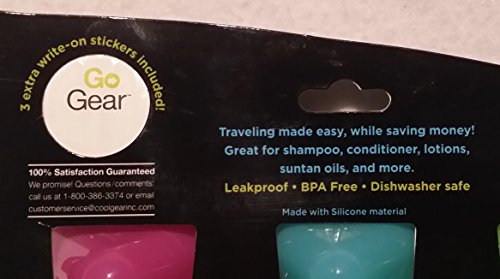 3 extra write-on stickers included!
Go
Gear™
100% Satisfaction Guaranteed
We promise! Questions/comments:
call us at 1-800-386-3374 or email
customerservice@coolgearinc.com
Traveling made easy, while saving money!
Great for shampoo, conditioner, lotions,
suntan oils, and more.
Leakproof • BPA Free • Dishwasher safe
Made with Silicone material